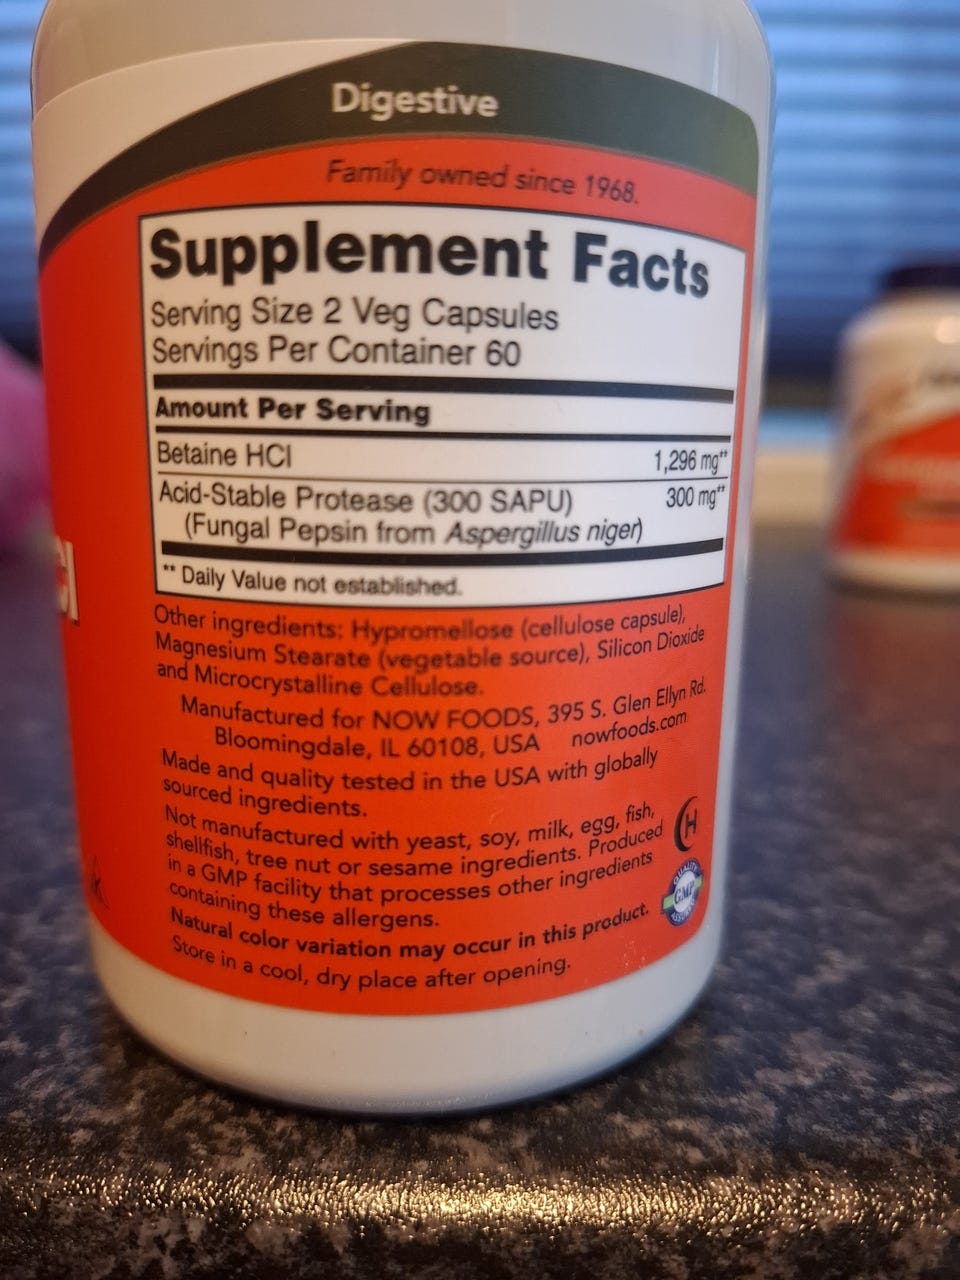 Digestive
Family owned since 1968.
Supplement Facts
Serving Size 2 Veg Capsules
Servings Per Container 60
Amount Per Serving
Betaine HCl 1,296 mg**
Acid-Stable Protease (300 SAPU) 300 mg**
(Fungal Pepsin from Aspergillus niger)
** Daily Value not established.
Other ingredients: Hypromellose (cellulose capsule),
Magnesium Stearate (vegetable source), Silicon Dioxide
and Microcrystalline Cellulose.
Manufactured for NOW FOODS, 395 S. Glen Ellyn Rd.
Bloomingdale, IL 60108, USA nowfoods.com
Made and quality tested in the USA with globally
sourced ingredients.
Not manufactured with yeast, soy, milk, egg, fish,
shellfish, tree nut or sesame ingredients. Produced
in a GMP facility that processes other ingredients
containing these allergens.
Natural color variation may occur in this product.
Store in a cool, dry place after opening.
H
QUALITY
GMP